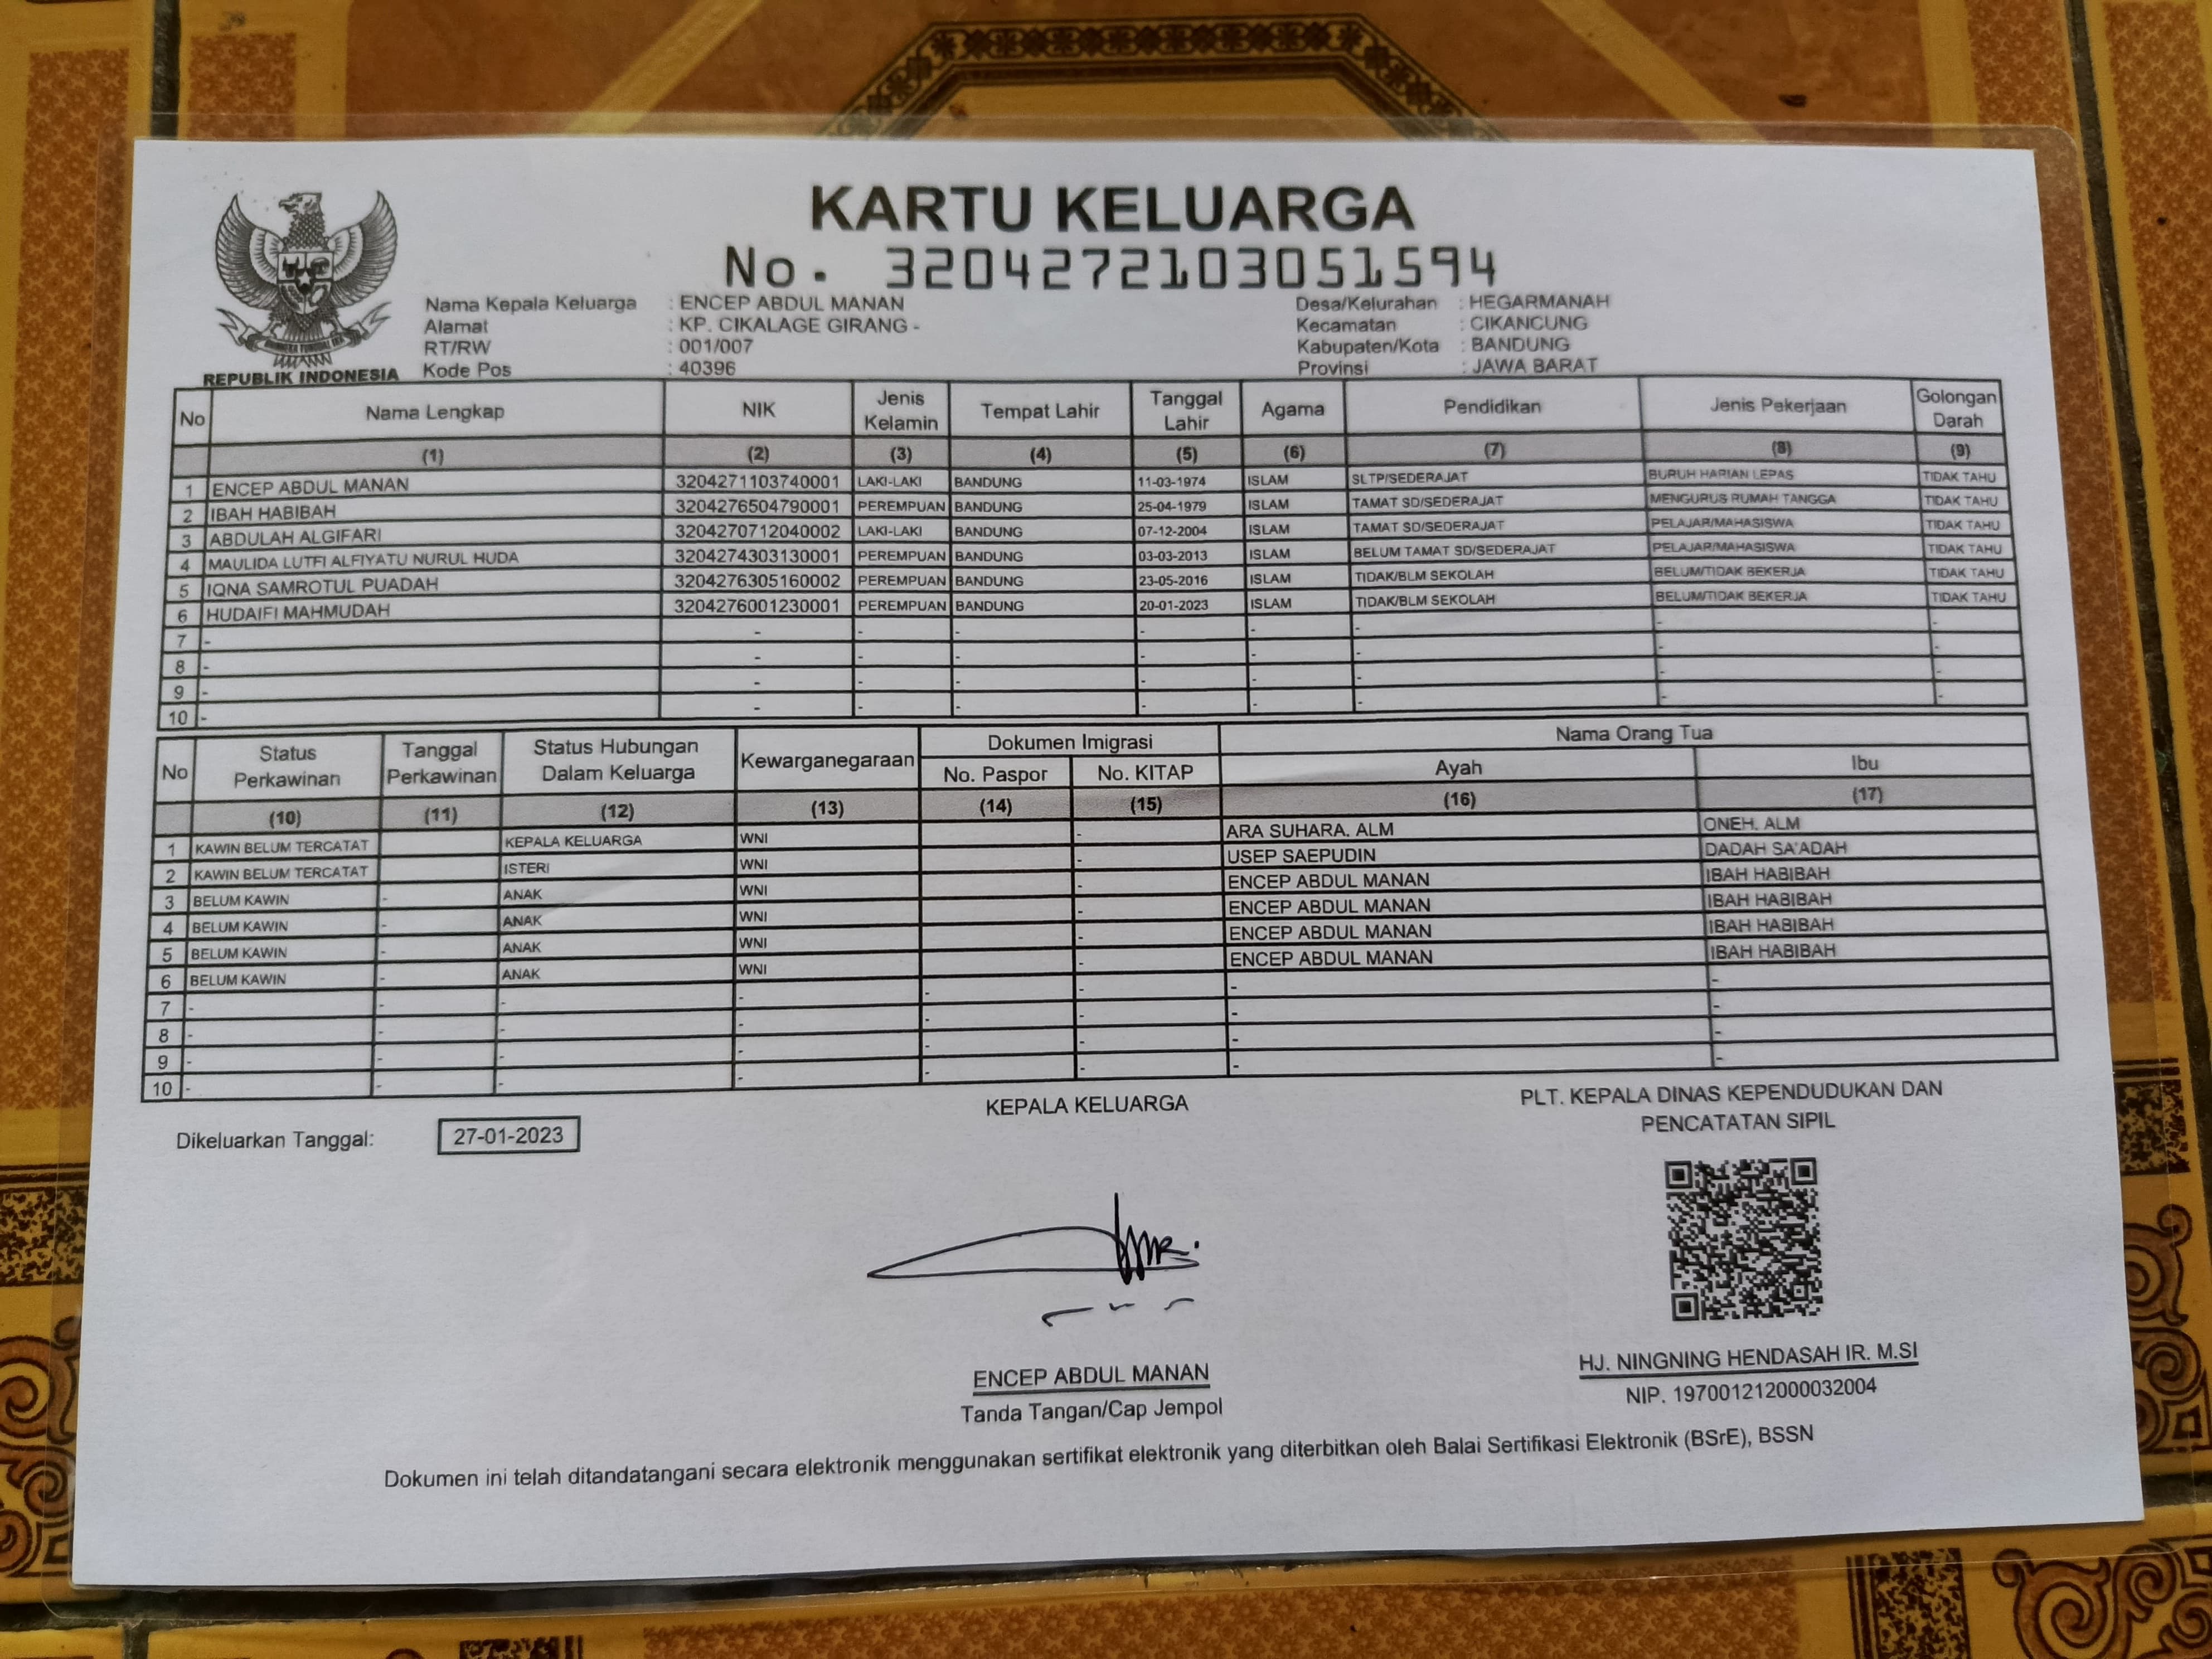 KARTU KELUARGA
No. 3204272103051594
Nama Kepala Keluarga : ENCEP ABDUL MANAN
Alamat : KP. CIKALAGE GIRANG -
RT/RW : 001/007
Kode Pos : 40396
Desa/Kelurahan : HEGARMANAH
Kecamatan : CIKANCUNG
Kabupaten/Kota : BANDUNG
Provinsi : JAWA BARAT
BHINNEKA TUNGGAL IKA
REPUBLIK INDONESIA
No Nama Lengkap NIK Jenis Kelamin Tempat Lahir Tanggal Lahir Agama Pendidikan Jenis Pekerjaan Golongan Darah
(1) (2) (3) (4) (5) (6) (7) (8) (9)
1 ENCEP ABDUL MANAN 3204271103740001 LAKI-LAKI BANDUNG 11-03-1974 ISLAM SLTP/SEDERAJAT BURUH HARIAN LEPAS TIDAK TAHU
2 IBAH HABIBAH 3204276504790001 PEREMPUAN BANDUNG 25-04-1979 ISLAM TAMAT SD/SEDERAJAT MENGURUS RUMAH TANGGA TIDAK TAHU
3 ABDULAH ALGIFARI 3204270712040002 LAKI-LAKI BANDUNG 07-12-2004 ISLAM TAMAT SD/SEDERAJAT PELAJAR/MAHASISWA TIDAK TAHU
4 MAULIDA LUTFI ALFIYATU NURUL HUDA 3204274303130001 PEREMPUAN BANDUNG 03-03-2013 ISLAM BELUM TAMAT SD/SEDERAJAT PELAJAR/MAHASISWA TIDAK TAHU
5 IQNA SAMROTUL PUADAH 3204276305160002 PEREMPUAN BANDUNG 23-05-2016 ISLAM TIDAK/BLM SEKOLAH BELUM/TIDAK BEKERJA TIDAK TAHU
6 HUDAIFI MAHMUDAH 3204276001230001 PEREMPUAN BANDUNG 20-01-2023 ISLAM TIDAK/BLM SEKOLAH BELUM/TIDAK BEKERJA TIDAK TAHU
7 - - - - - - - - -
8 - - - - - - - - -
9 - - - - - - - - -
10 - - - - - - - - -
No Status Perkawinan Tanggal Perkawinan Status Hubungan Dalam Keluarga Kewarganegaraan Dokumen Imigrasi Nama Orang Tua
No. Paspor No. KITAP Ayah Ibu
(10) (11) (12) (13) (14) (15) (16) (17)
1 KAWIN BELUM TERCATAT KEPALA KELUARGA WNI - ARA SUHARA. ALM ONEH. ALM
2 KAWIN BELUM TERCATAT ISTERI WNI - USEP SAEPUDIN DADAH SA'ADAH
3 BELUM KAWIN - ANAK WNI - ENCEP ABDUL MANAN IBAH HABIBAH
4 BELUM KAWIN - ANAK WNI - ENCEP ABDUL MANAN IBAH HABIBAH
5 BELUM KAWIN - ANAK WNI - ENCEP ABDUL MANAN IBAH HABIBAH
6 BELUM KAWIN - ANAK WNI - ENCEP ABDUL MANAN IBAH HABIBAH
7 - - - - - - - -
8 - - - - - - - -
9 - - - - - - - -
10 - - - - - - - -
Dikeluarkan Tanggal: 27-01-2023
KEPALA KELUARGA
ENCEP ABDUL MANAN
Tanda Tangan/Cap Jempol
PLT. KEPALA DINAS KEPENDUDUKAN DAN
PENCATATAN SIPIL
HJ. NINGNING HENDASAH IR. M.SI
NIP. 197001212000032004
Dokumen ini telah ditandatangani secara elektronik menggunakan sertifikat elektronik yang diterbitkan oleh Balai Sertifikasi Elektronik (BSrE), BSSN